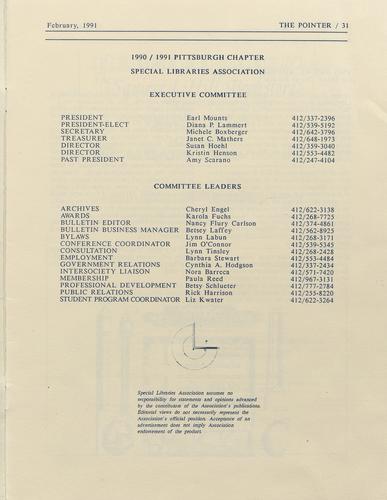 February, 1991 THE POINTER / 31
1990 / 1991 PITTSBURGH CHAPTER
SPECIAL LIBRARIES ASSOCIATION
EXECUTIVE COMMITTEE
PRESIDENT Earl Mounts 412/337-2396
PRESIDENT-ELECT Diana P. Lammert 412/539-5192
SECRETARY Michele Boxberger 412/642-3796
TREASURER Janet C. Mathers 412/648-1973
DIRECTOR Susan Hoehl 412/359-3040
DIRECTOR Kristin Henson 412/553-4482
PAST PRESIDENT Amy Scarano 412/247-4104
COMMITTEE LEADERS
ARCHIVES Cheryl Engel 412/622-3138
AWARDS Karola Fuchs 412/268-7725
BULLETIN EDITOR Nancy Flury Carlson 412/374-4861
BULLETIN BUSINESS MANAGER Betsey Laffey 412/562-8925
BYLAWS Lynn Labun 412/268-3171
CONFERENCE COORDINATOR Jim O'Connor 412/539-5345
CONSULTATION Lynn Tinsley 412/268-2428
EMPLOYMENT Barbara Stewart 412/553-4484
GOVERNMENT RELATIONS Cynthia A. Hodgson 412/337-2434
INTERSOCIETY LIAISON Nora Barreca 412/571-7420
MEMBERSHIP Paula Reed 412/967-3131
PROFESSIONAL DEVELOPMENT Betsy Schlueter 412/777-2784
PUBLIC RELATIONS Rick Harrison 412/255-8220
STUDENT PROGRAM COORDINATOR Liz Kwater 412/622-3264
Special Libraries Association assumes no
responsibility for statements and opinions advanced
by the contributors of the Association's publications.
Editorial views do not necessarily represent the
Association's official position. Acceptance of an
advertisement does not imply Association
endorsement of the product.